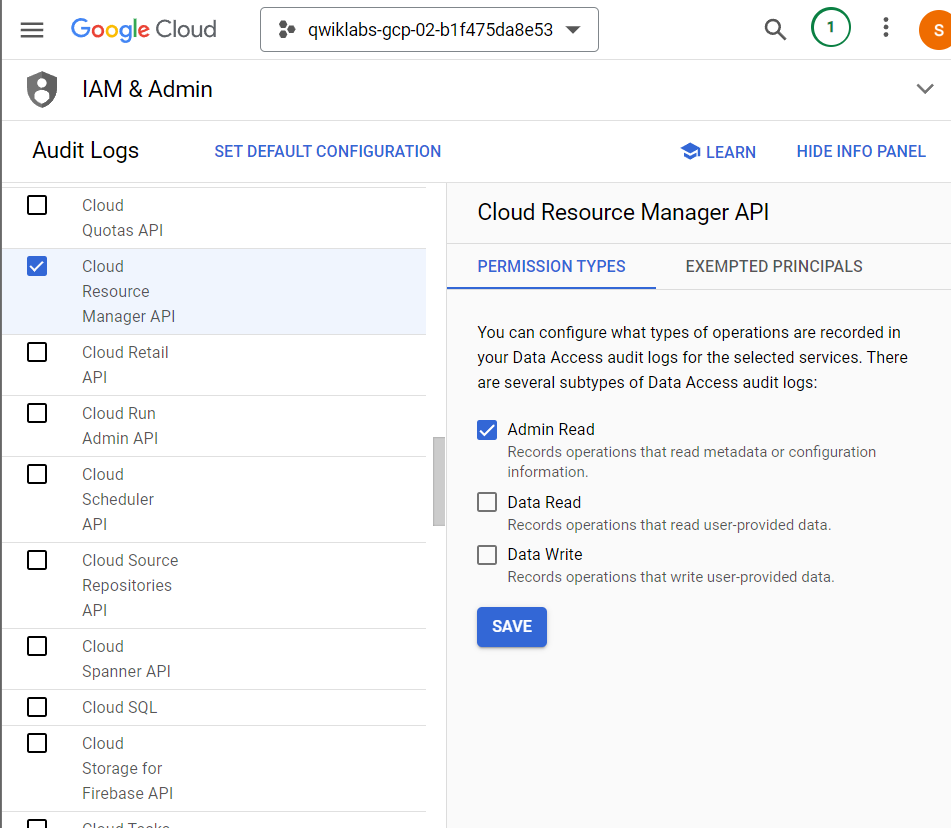 Google Cloud
qwiklabs-gcp-02-b1f475da8e53
1
S
IAM & Admin
Audit Logs
SET DEFAULT CONFIGURATION
LEARN
HIDE INFO PANEL
Cloud
Quotas API
Cloud
Resource
Manager API
Cloud Retail
API
Cloud Run
Admin API
Cloud
Scheduler
API
Cloud Source
Repositories
API
Cloud
Spanner API
Cloud SQL
Cloud
Storage for
Firebase API
Cloud Tasks
Cloud Resource Manager API
PERMISSION TYPES
EXEMPTED PRINCIPALS
You can configure what types of operations are recorded in
your Data Access audit logs for the selected services. There
are several subtypes of Data Access audit logs:
Admin Read
Records operations that read metadata or configuration
information.
Data Read
Records operations that read user-provided data.
Data Write
Records operations that write user-provided data.
SAVE